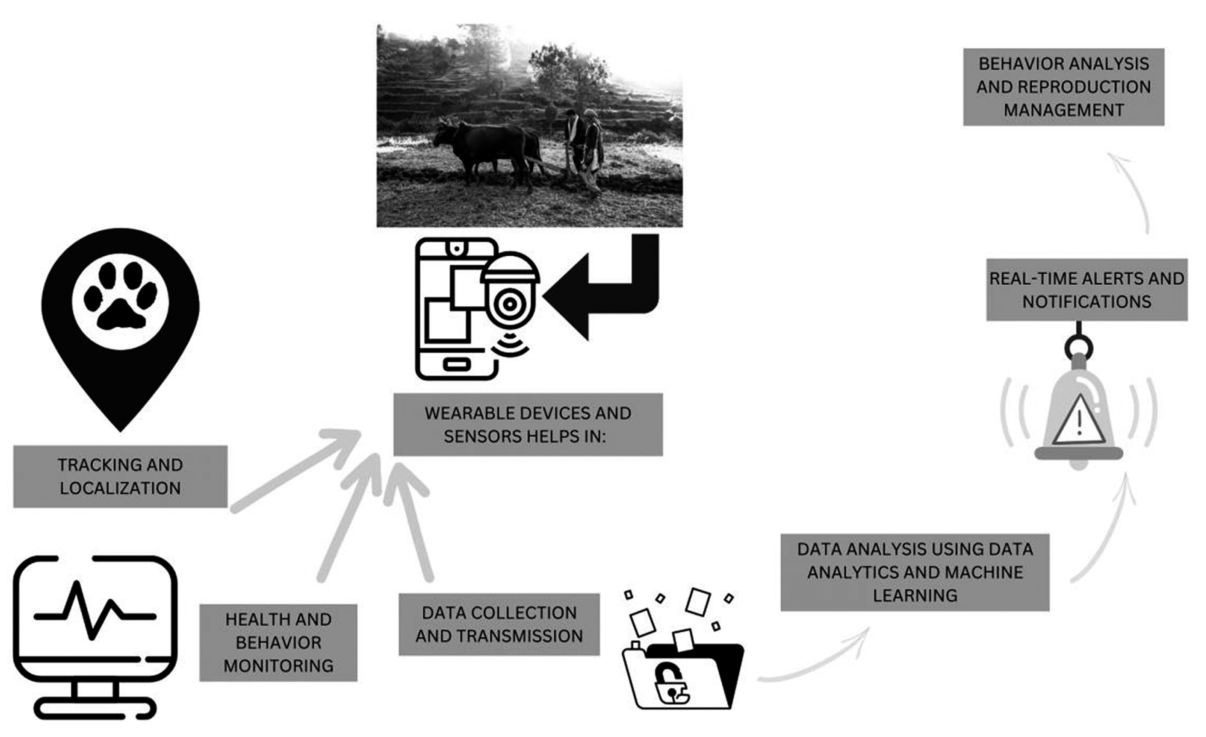 BEHAVIOR ANALYSIS
AND REPRODUCTION
MANAGEMENT
REAL-TIME ALERTS AND
NOTIFICATIONS
WEARABLE DEVICES AND
SENSORS HELPS IN:
TRACKING AND
LOCALIZATION
HEALTH AND
BEHAVIOR
MONITORING
DATA COLLECTION
AND TRANSMISSION
DATA ANALYSIS USING DATA
ANALYTICS AND MACHINE
LEARNING